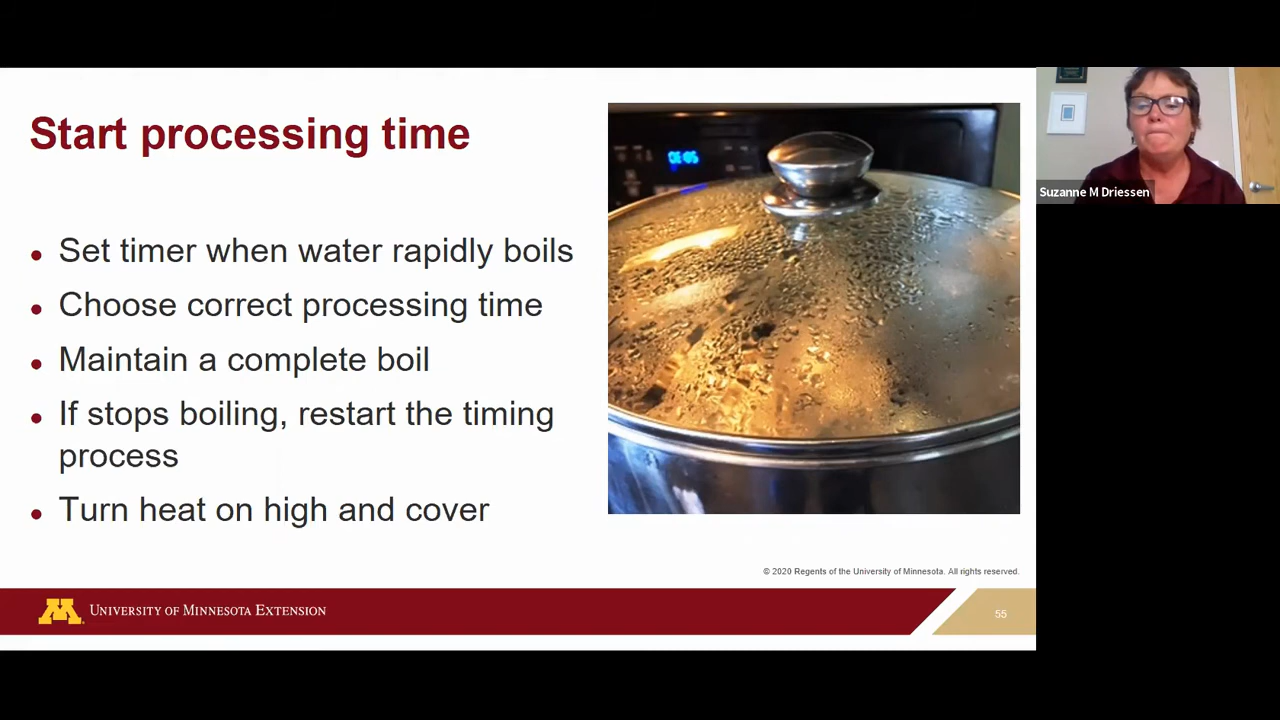 Start processing time
Set timer when water rapidly boils
Choose correct processing time
Maintain a complete boil
If stops boiling, restart the timing
process
Turn heat on high and cover
© 2020 Regents of the University of Minnesota. All rights reserved.
UNIVERSITY OF MINNESOTA EXTENSION
55
Suzanne M Driessen